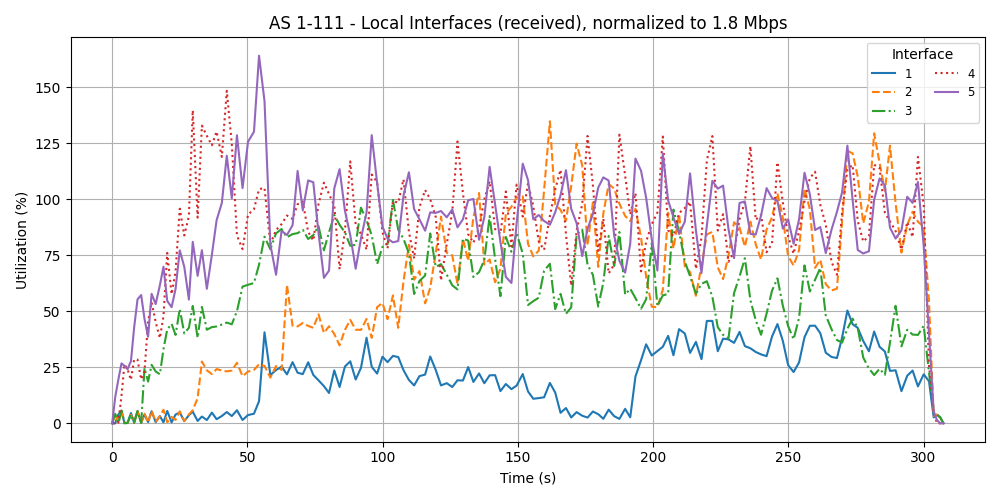 AS 1-111 - Local Interfaces (received), normalized to 1.8 Mbps
Utilization (%)
150
125
100
75
50
25
0
0 50 100 150 200 250 300
Time (s)
Interface
1 4
2 5
3